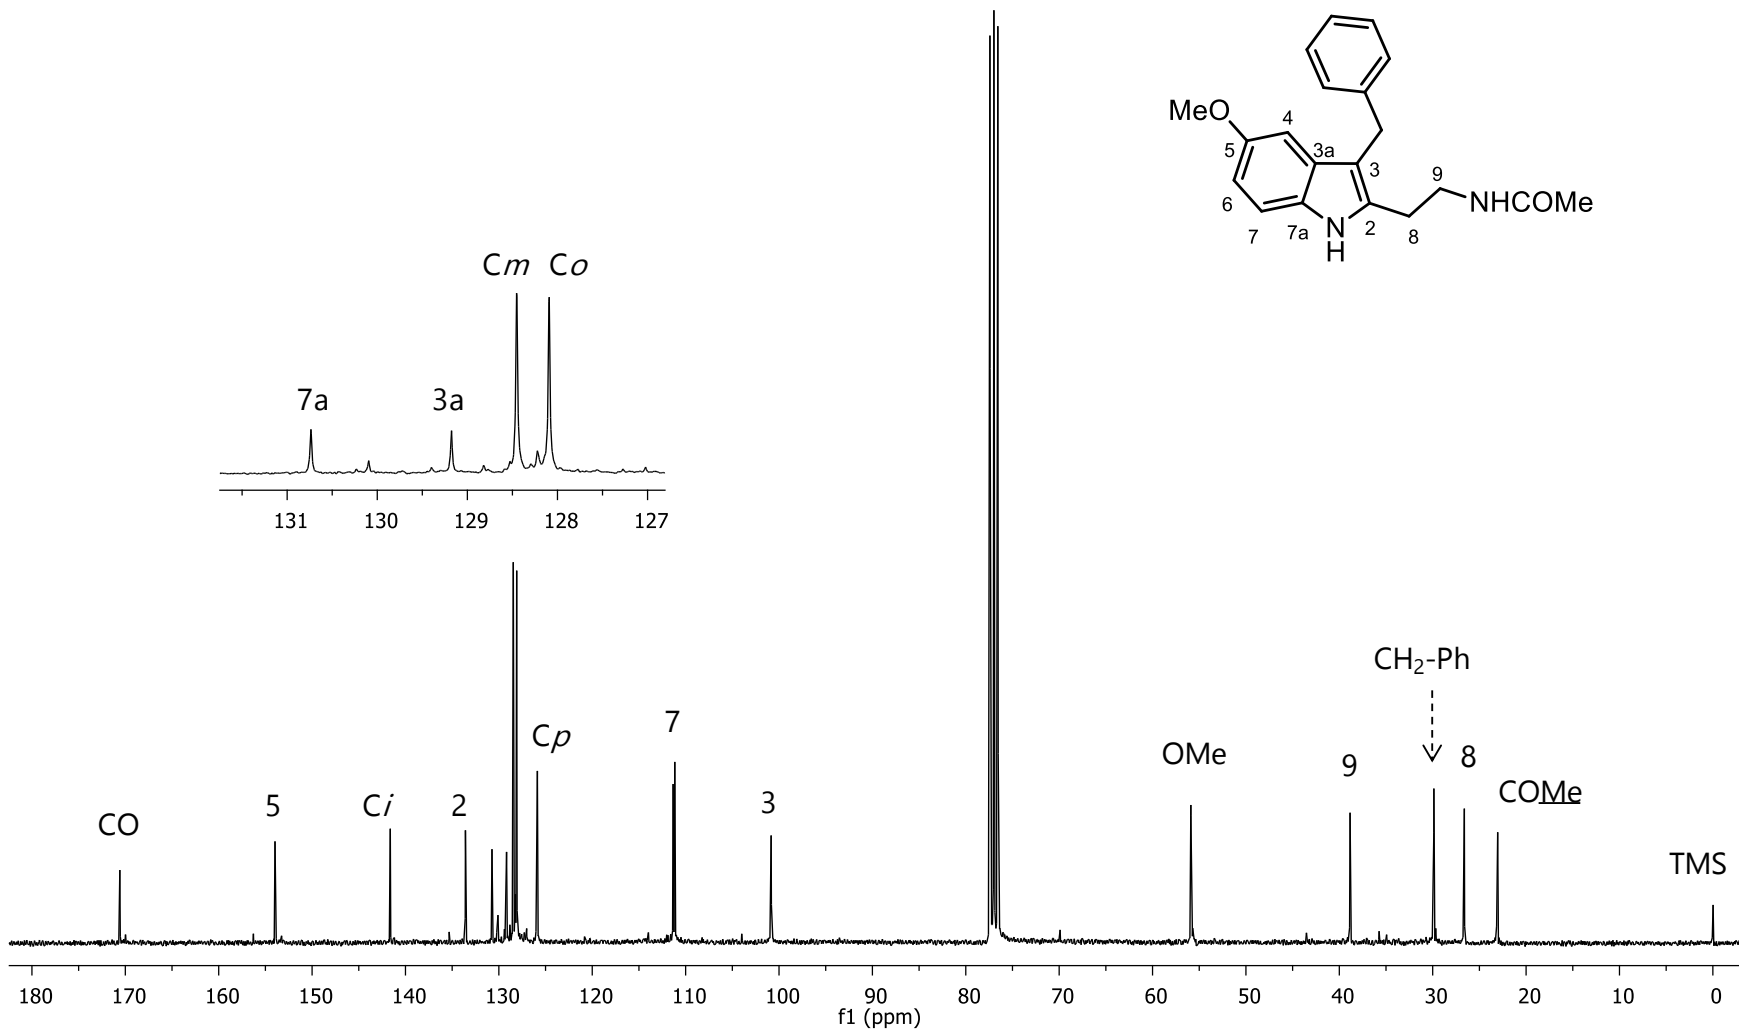 MeO
4
5
3a
3
9
6
NHCOMe
7
7a
N
H
2
8
Cm Co
7a
3a
131 130 129 128 127
CH₂-Ph
7
Cp
OMe
9
8
5
Ci
2
3
COMe
CO
TMS
180 170 160 150 140 130 120 110 100 90 80 70 60 50 40 30 20 10 0
f1 (ppm)